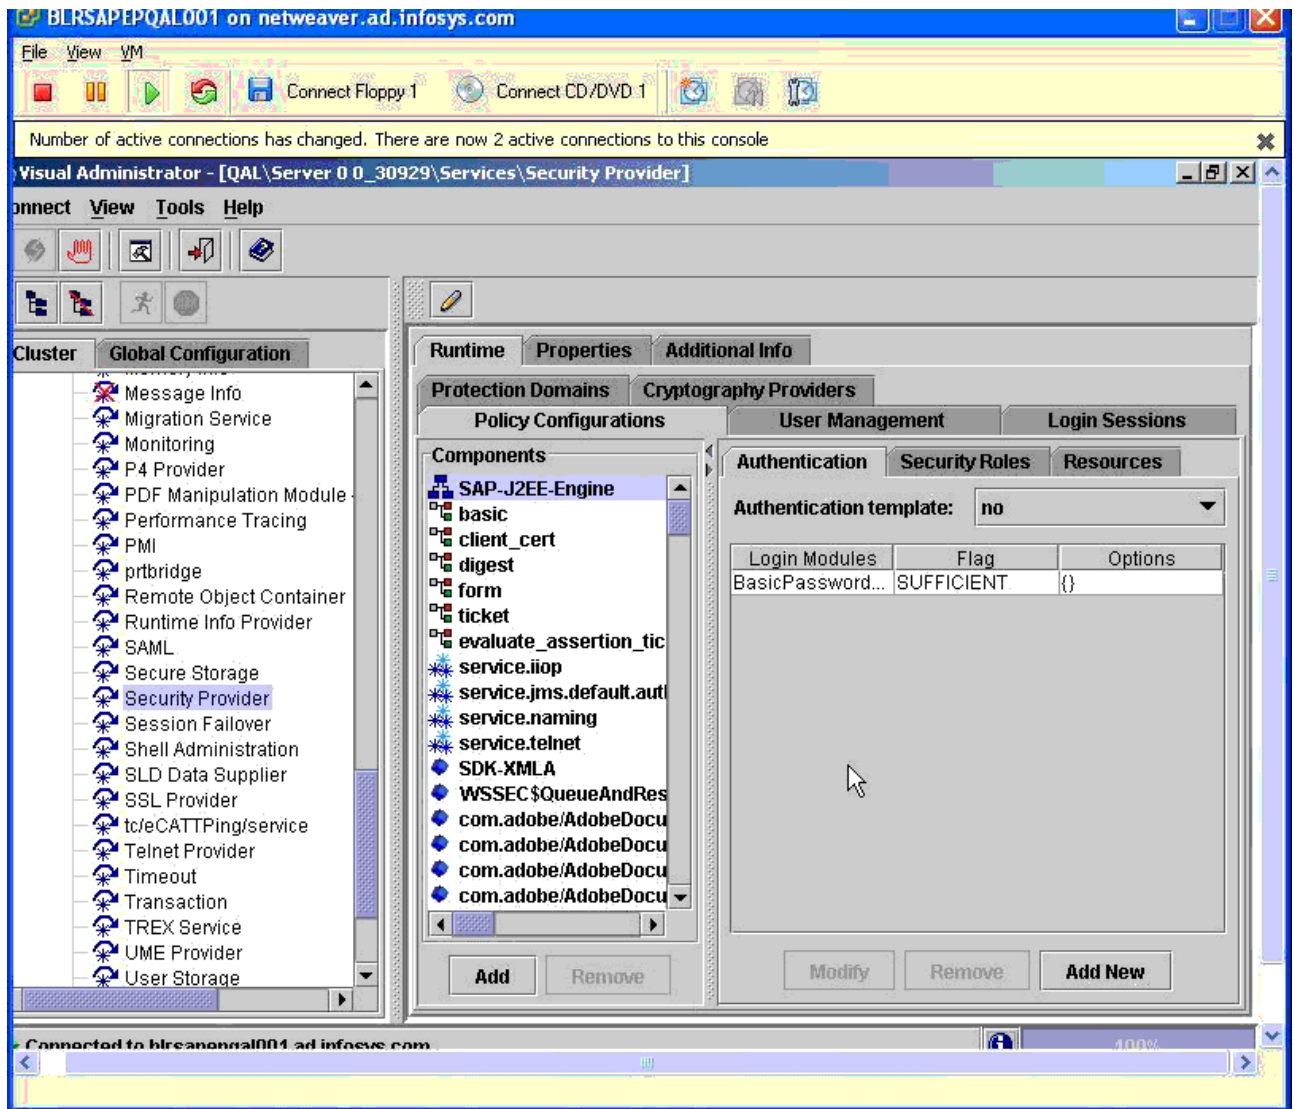 BLRSAPEPQAL001 on netweaver.ad.infosys.com
File View VM
Connect Floppy 1 Connect CD/DVD 1
Number of active connections has changed. There are now 2 active connections to this console
Visual Administrator - [QAL\Server 0 0_30929\Services\Security Provider]
onnect View Tools Help
Cluster Global Configuration
Message Info
Migration Service
Monitoring
P4 Provider
PDF Manipulation Module
Performance Tracing
PMI
prtbridge
Remote Object Container
Runtime Info Provider
SAML
Secure Storage
Security Provider
Session Failover
Shell Administration
SLD Data Supplier
SSL Provider
tc/eCATTPing/service
Telnet Provider
Timeout
Transaction
TREX Service
UME Provider
User Storage
Runtime Properties Additional Info
Protection Domains Cryptography Providers
Policy Configurations User Management Login Sessions
Components
SAP-J2EE-Engine
basic
client_cert
digest
form
ticket
evaluate_assertion_tic
service.iiop
service.jms.default.aut
service.naming
service.telnet
SDK-XMLA
WSSEC$QueueAndRes
com.adobe/AdobeDocu
com.adobe/AdobeDocu
com.adobe/AdobeDocu
com.adobe/AdobeDocu
Add Remove
Authentication Security Roles Resources
Authentication template: no
Login Modules Flag Options
BasicPassword... SUFFICIENT {}
Modify Remove Add New
Connected to blrsapepqal001.ad.infosys.com
100%